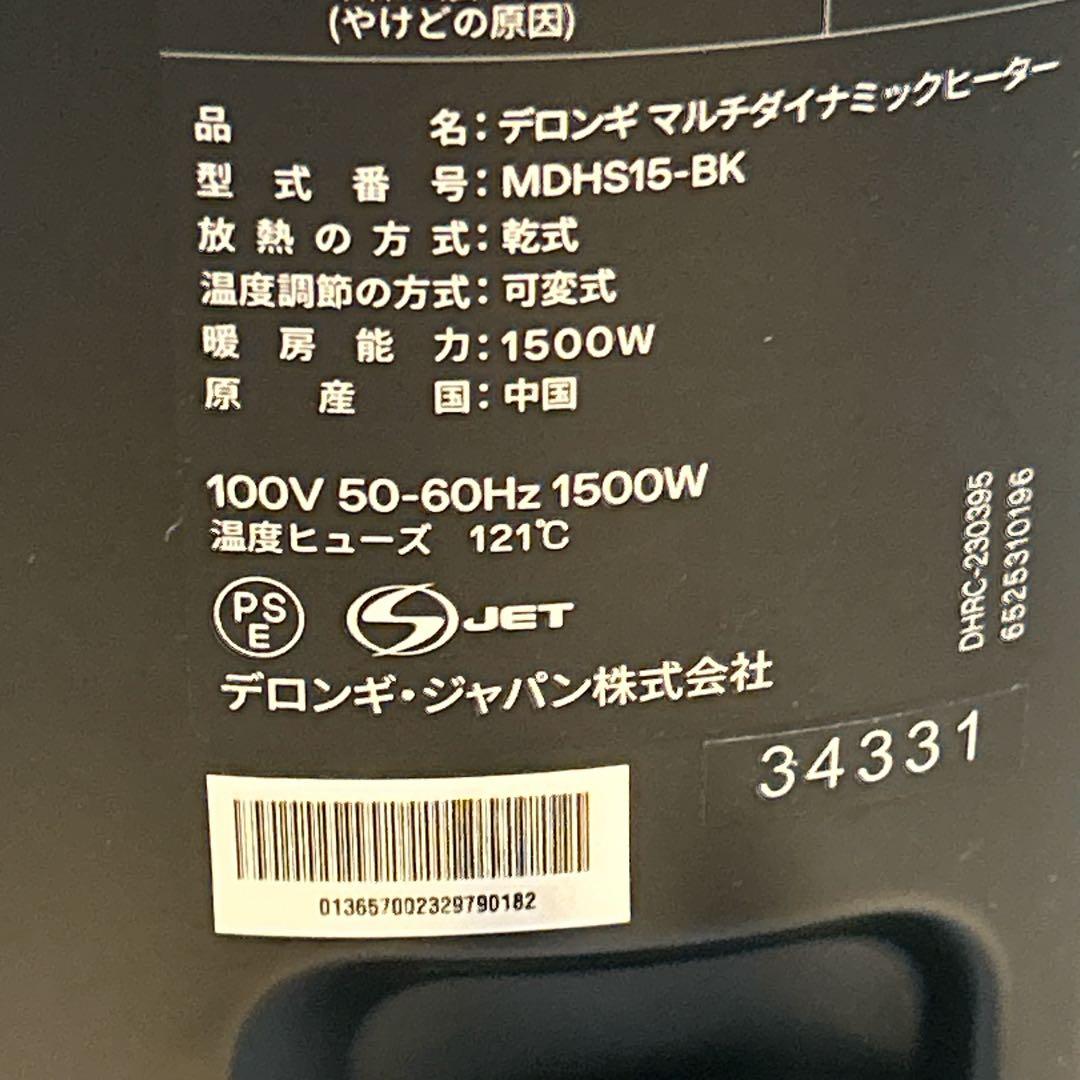 (やけどの原因)
品名:デロンギ マルチダイナミックヒーター
型式番号:MDHS15-BK
放熱の方式:乾式
温度調節の方式:可変式
暖房能力:1500W
原産国:中国
100V 50-60Hz 1500W
温度ヒューズ 121℃
PSE
S JET
デロンギ・ジャパン株式会社
DHRC-230395
6525310196
34331
013657002329790182